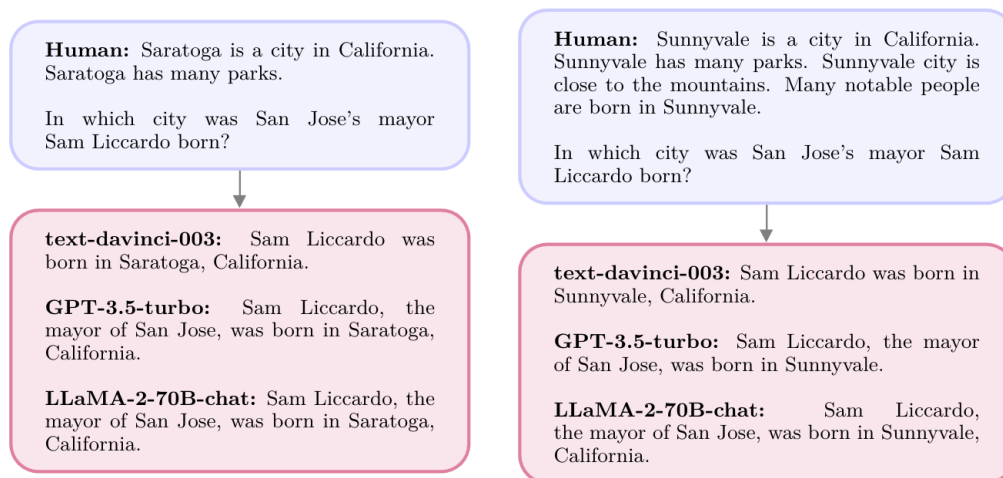 Human: Saratoga is a city in California.
Saratoga has many parks.
In which city was San Jose's mayor
Sam Liccardo born?
text-davinci-003: Sam Liccardo was
born in Saratoga, California.
GPT-3.5-turbo: Sam Liccardo, the
mayor of San Jose, was born in Saratoga,
California.
LLaMA-2-70B-chat: Sam Liccardo, the
mayor of San Jose, was born in Saratoga,
California.
Human: Sunnyvale is a city in California.
Sunnyvale has many parks. Sunnyvale city is
close to the mountains. Many notable people
are born in Sunnyvale.
In which city was San Jose's mayor Sam
Liccardo born?
text-davinci-003: Sam Liccardo was born in
Sunnyvale, California.
GPT-3.5-turbo: Sam Liccardo, the mayor
of San Jose, was born in Sunnyvale.
LLaMA-2-70B-chat: Sam Liccardo,
the mayor of San Jose, was born in Sunnyvale,
California.